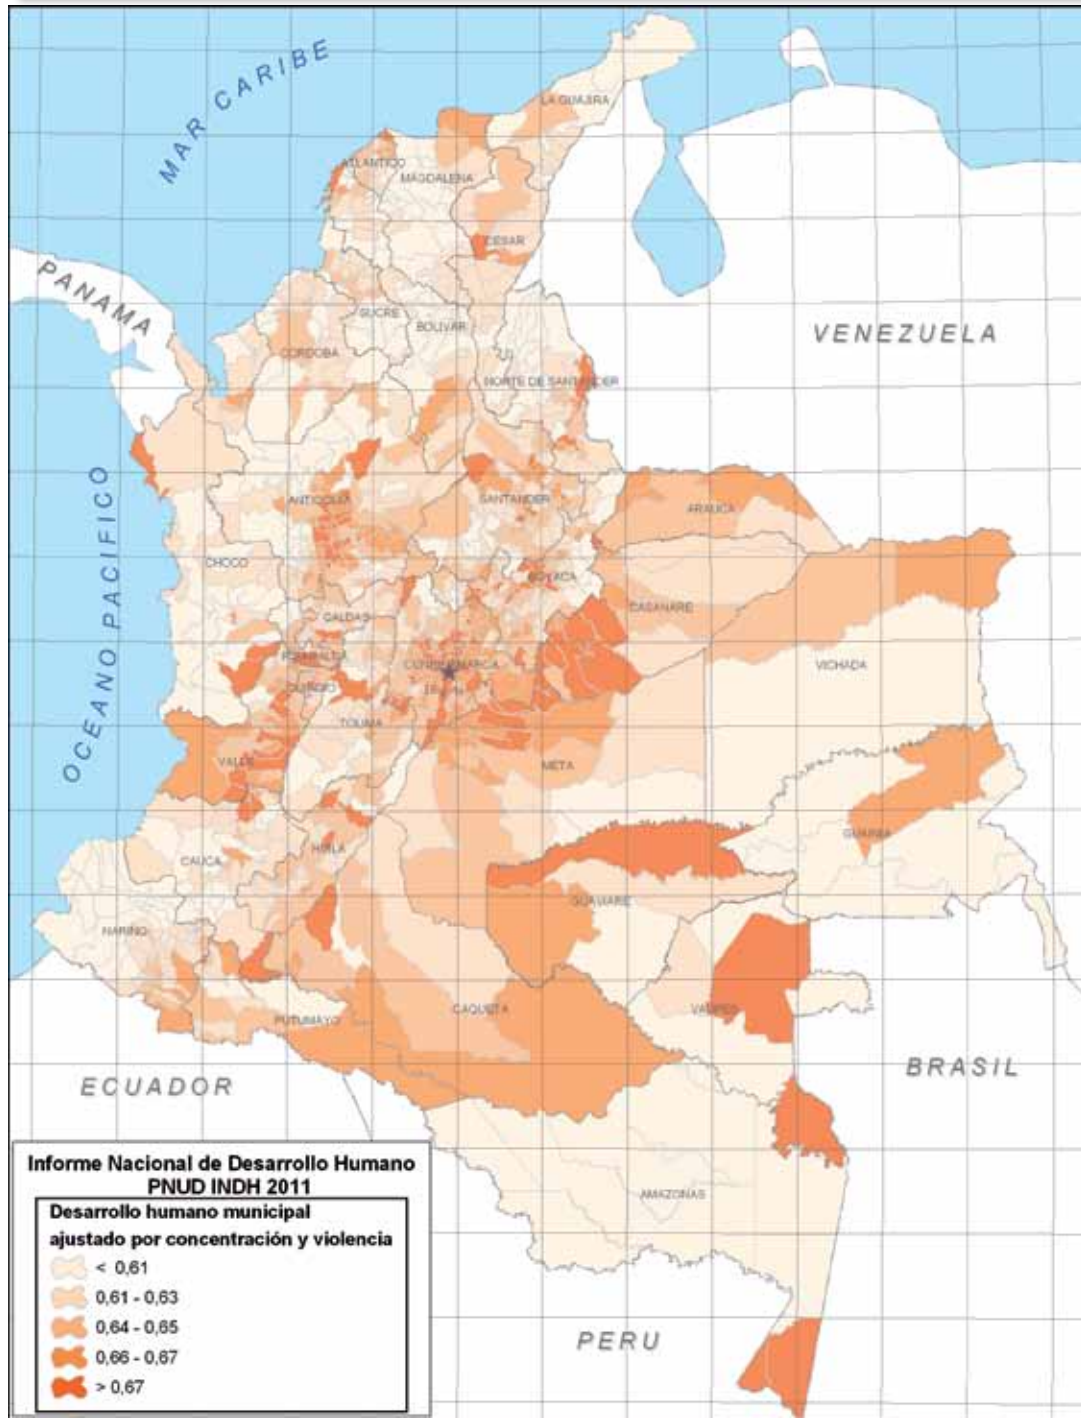 MAR CARIBE
LA GUAJIRA
ATLANTICO
MAGDALENA
CESAR
PANAMA
SUCRE
BOLIVAR
VENEZUELA
CORDOBA
NORTE DE SANTANDER
OCEANO PACIFICO
ANTIOQUIA
SANTANDER
ARAUCA
CHOCO
BOYACA
CALDAS
CASANARE
RISARALDA
CUNDINAMARCA
VICHADA
QUINDIO
TOLIMA
VALLE
META
GUAINIA
CAUCA
HUILA
GUAVIARE
NARIÑO
CAQUETA
VAUPES
PUTUMAYO
ECUADOR
BRASIL
AMAZONAS
PERU
Informe Nacional de Desarrollo Humano
PNUD INDH 2011
Desarrollo humano municipal
ajustado por concentración y violencia
< 0,61
0,61 - 0,63
0,64 - 0,65
0,66 - 0,67
> 0,67